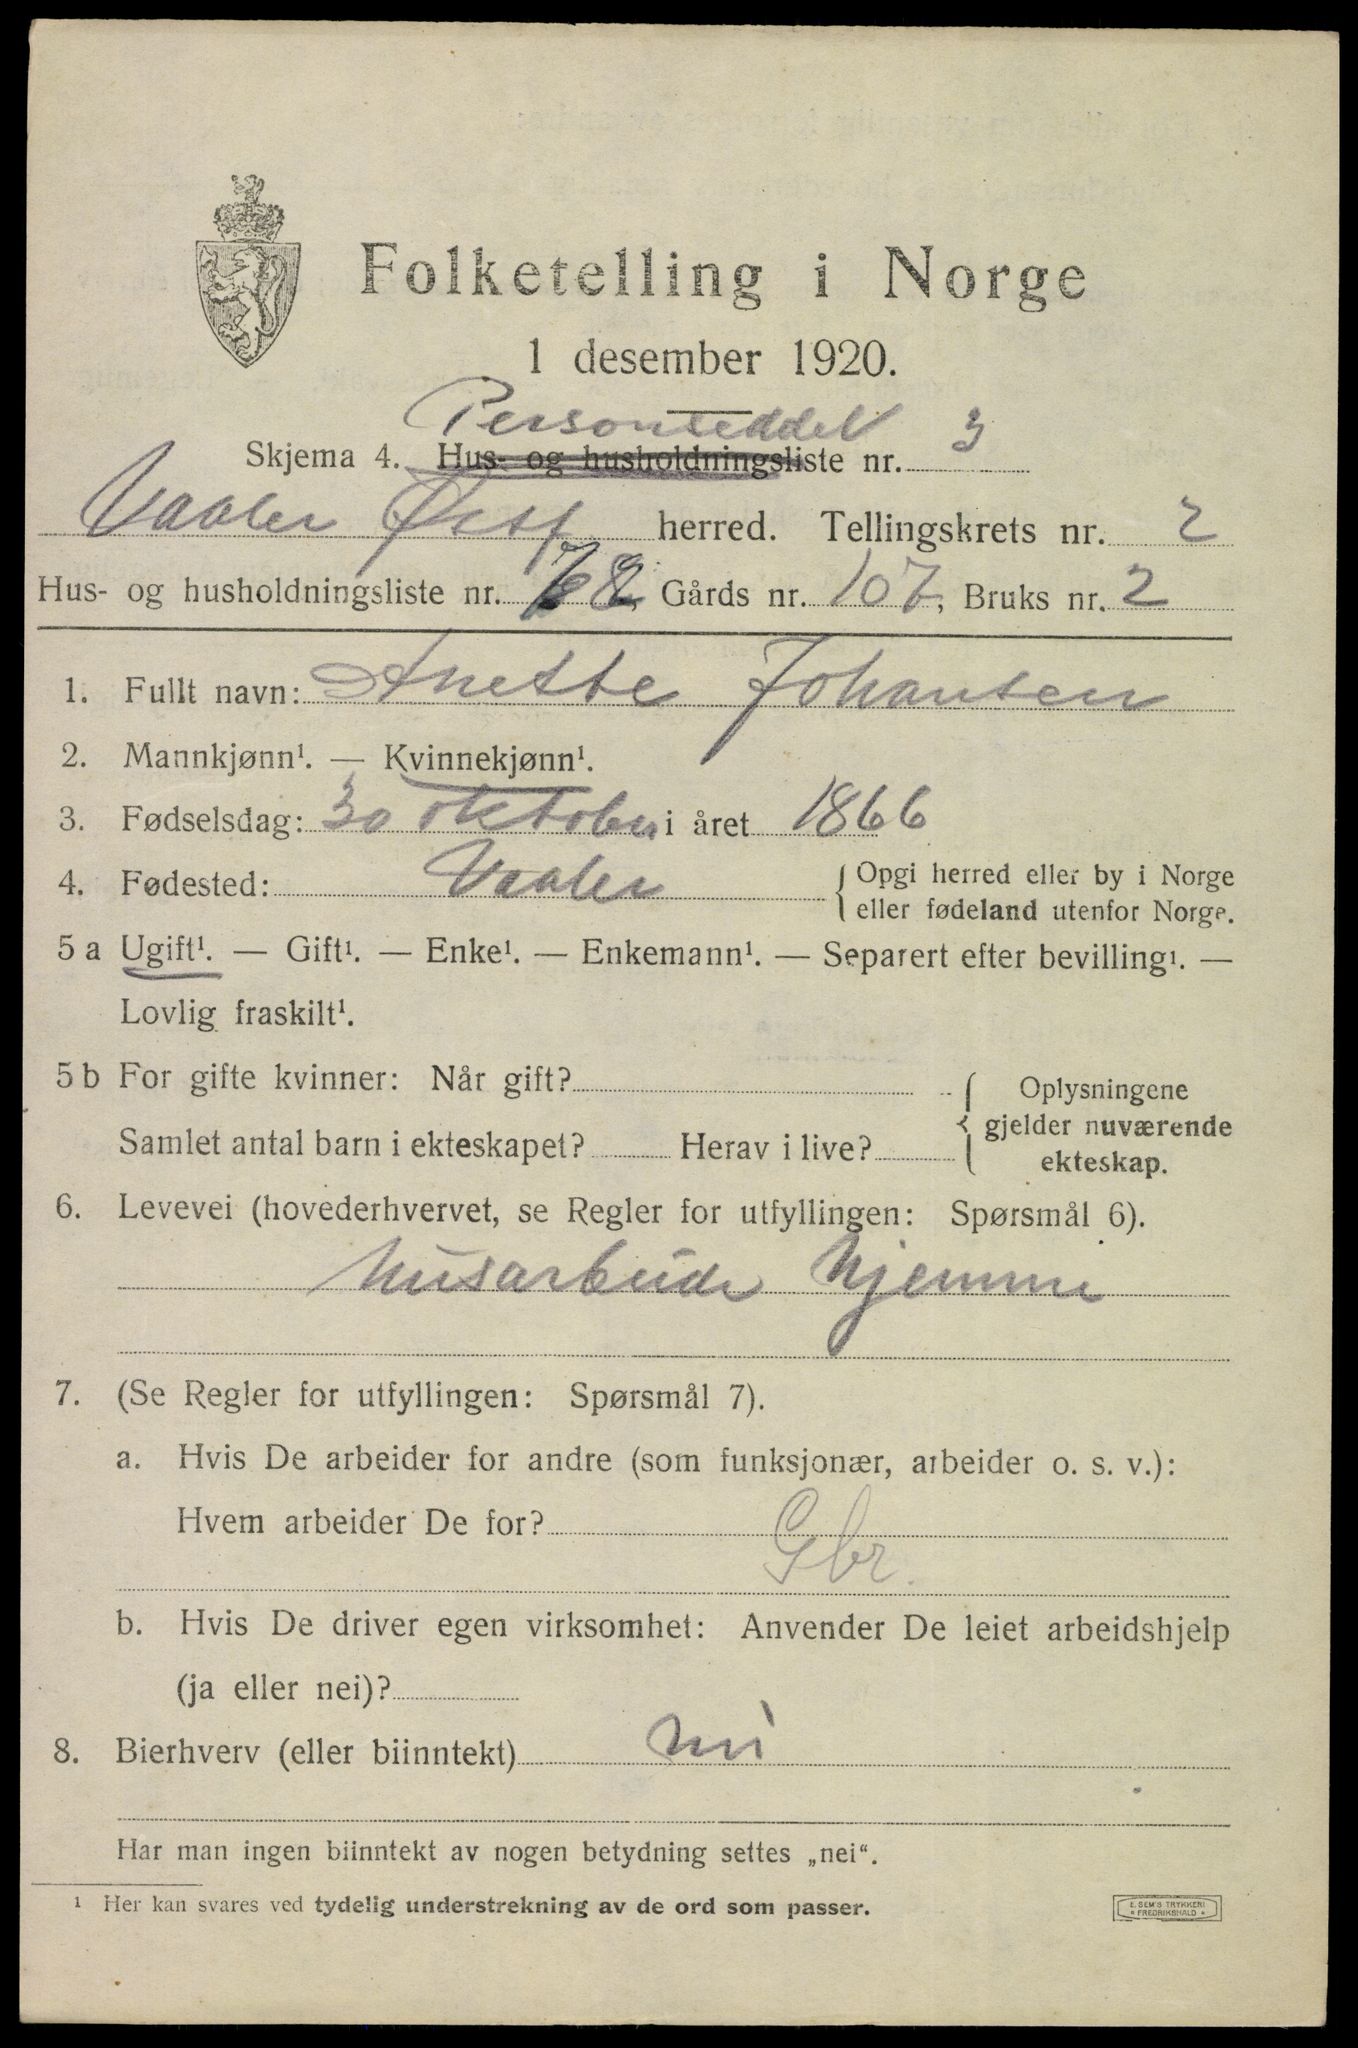 Folketelling i Norge
1 desember 1920.
Personseddel
Skjema 4. Hus- og husholdningsliste nr. 3
Vaaler Østf herred. Tellingskrets nr. 2
Hus- og husholdningsliste nr. Gårds nr. 107, Bruks nr. 2
1. Fullt navn: Anette Johansen
2. Mannkjønn¹. — Kvinnekjønn¹.
3. Fødselsdag: 30 oktober i året 1866
4. Fødested: Vaaler { Opgi herred eller by i Norge
eller fødeland utenfor Norge.
5 a Ugift¹. — Gift¹. — Enke¹. — Enkemann¹. — Separert efter bevilling¹. —
Lovlig fraskilt¹.
5 b For gifte kvinner: Når gift? { Oplysningene
gjelder nuværende
Samlet antal barn i ekteskapet? Herav i live?
ekteskap.
6. Levevei (hovederhvervet, se Regler for utfyllingen: Spørsmål 6).
Husarbeide hjemme
7. (Se Regler for utfyllingen: Spørsmål 7).
a. Hvis De arbeider for andre (som funksjonær, arbeider o. s. v.):
Hvem arbeider De for?
Gbr.
b. Hvis De driver egen virksomhet: Anvender De leiet arbeidshjelp
(ja eller nei)?
8. Bierhverv (eller biinntekt) nei
Har man ingen biinntekt av nogen betydning settes „nei“.
¹ Her kan svares ved tydelig understrekning av de ord som passer.
E. SEM'S TRYKKERI
* FREDRIKSHALD *